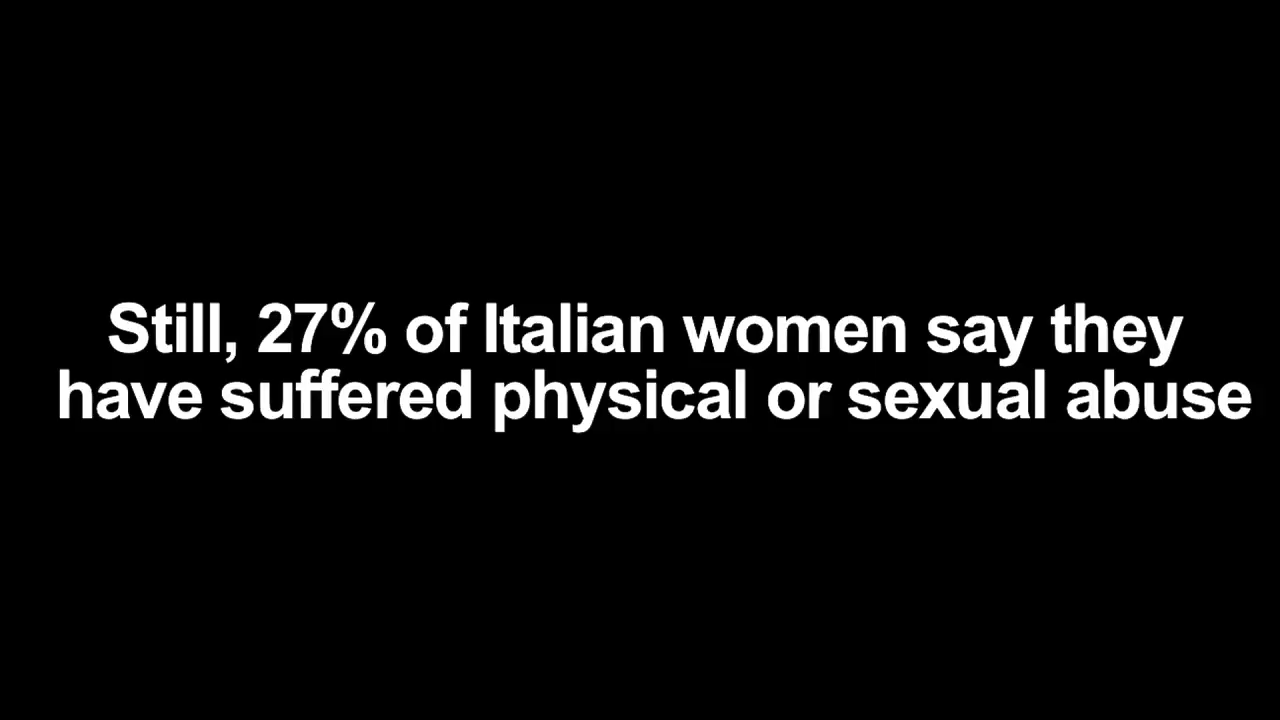 Still, 27% of Italian women say they
have suffered physical or sexual abuse